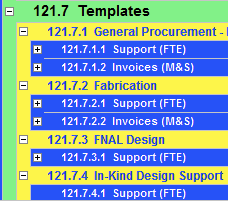 121.7 Templates
121.7.1 General Procurement -
121.7.1.1 Support (FTE)
121.7.1.2 Invoices (M&S)
121.7.2 Fabrication
121.7.2.1 Support (FTE)
121.7.2.2 Invoices (M&S)
121.7.3 FNAL Design
121.7.3.1 Support (FTE)
121.7.4 In-Kind Design Support
121.7.4.1 Support (FTE)